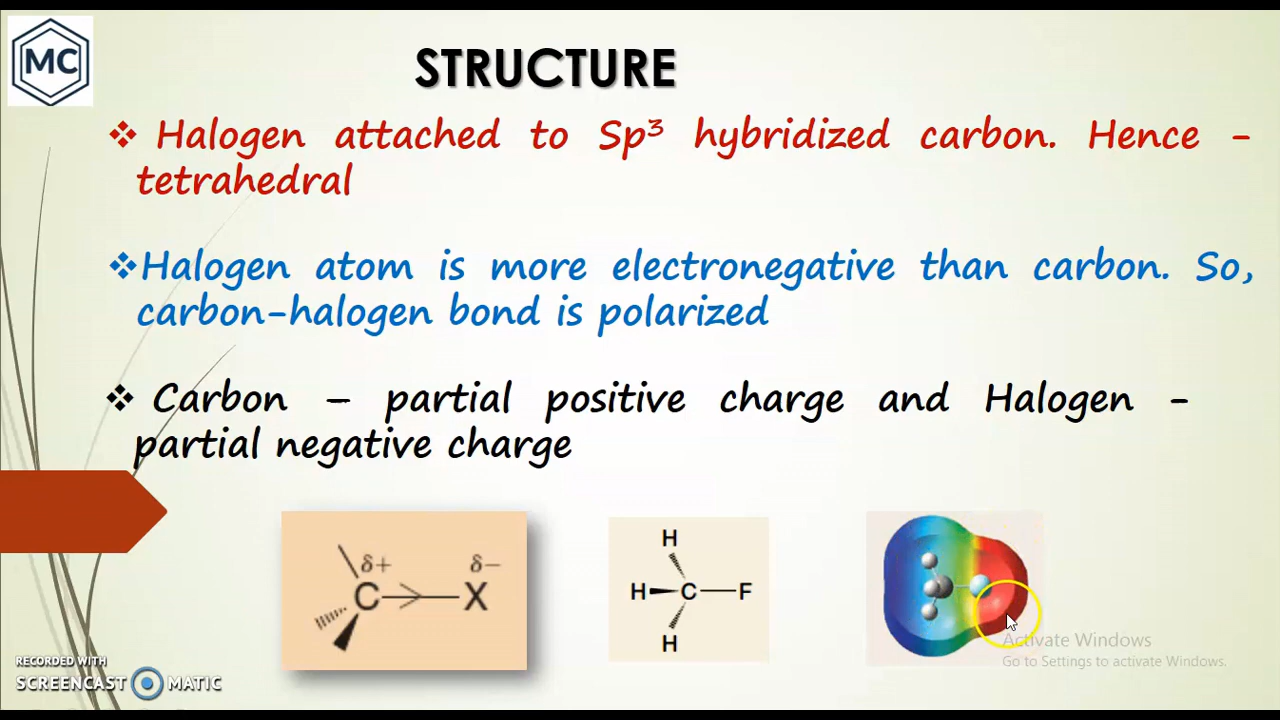 MC
STRUCTURE
❖ Halogen attached to Sp³ hybridized carbon. Hence -
tetrahedral
❖Halogen atom is more electronegative than carbon. So,
carbon-halogen bond is polarized
❖ Carbon – partial positive charge and Halogen -
partial negative charge
δ+ δ−
C X
H
H C F
H
Activate Windows
Go to Settings to activate Windows.
RECORDED WITH
SCREENCAST MATIC